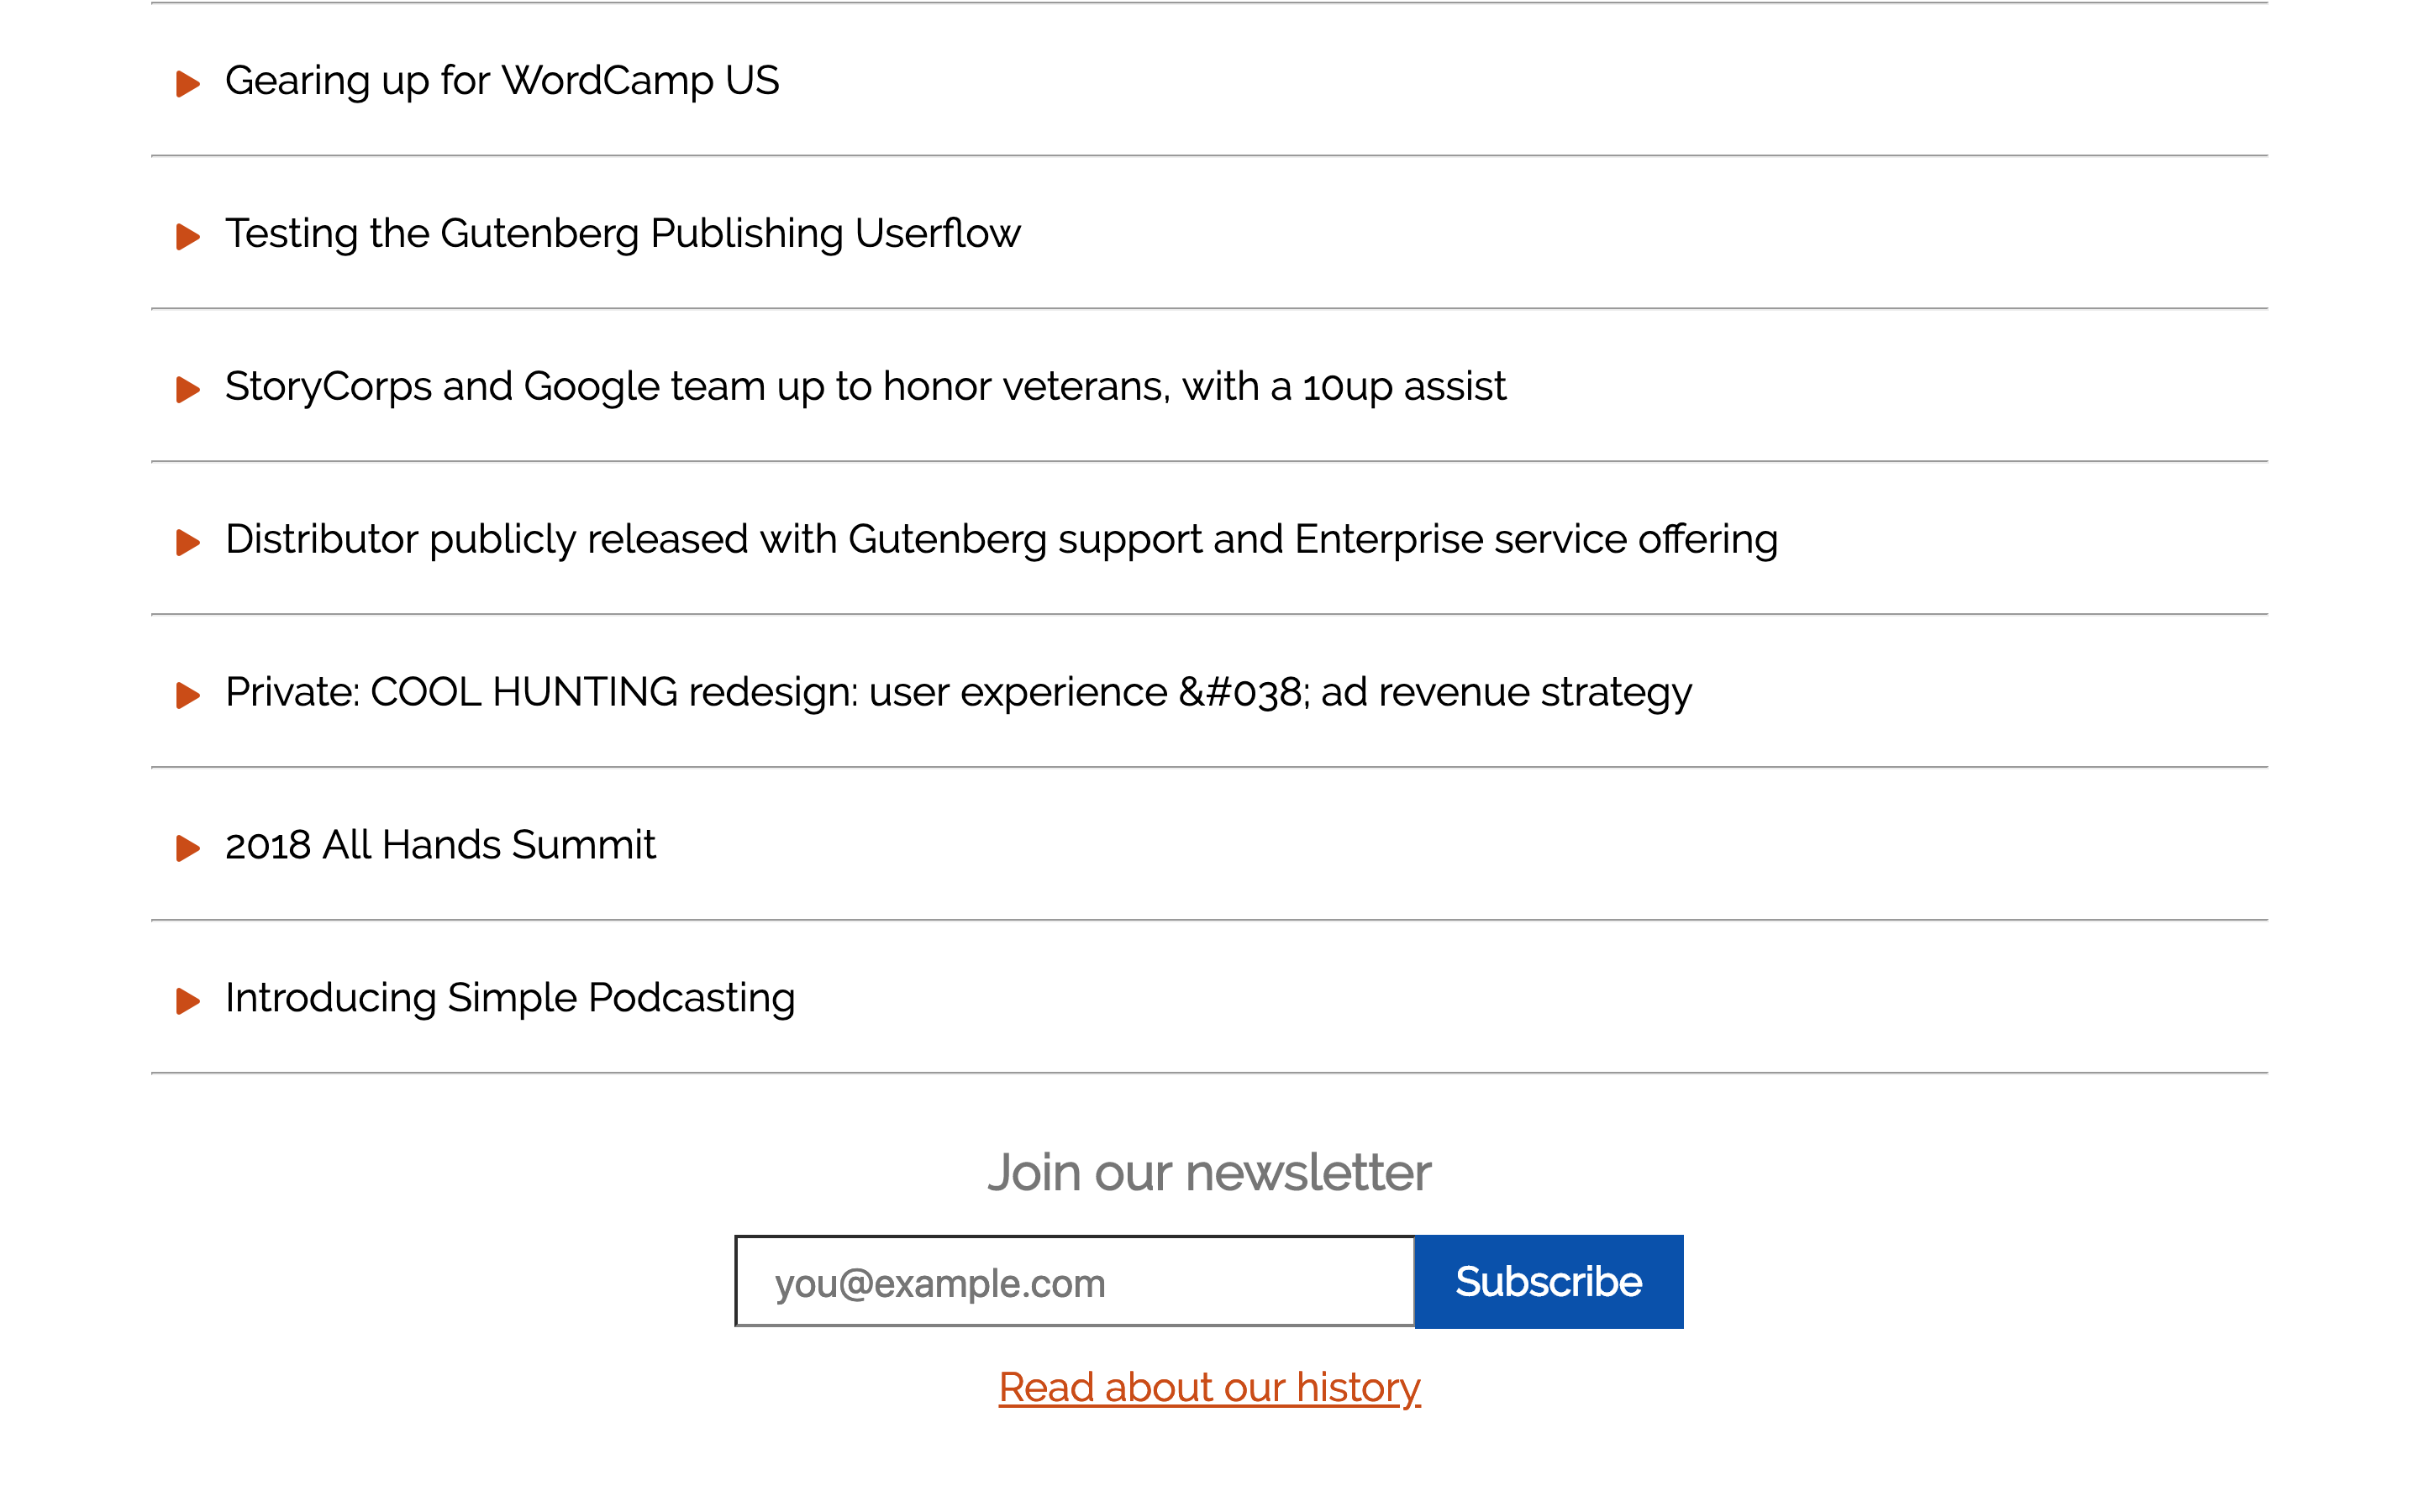 Gearing up for WordCamp US
Testing the Gutenberg Publishing Userflow
StoryCorps and Google team up to honor veterans, with a 10up assist
Distributor publicly released with Gutenberg support and Enterprise service offering
Private: COOL HUNTING redesign: user experience &#038; ad revenue strategy
2018 All Hands Summit
Introducing Simple Podcasting
Join our newsletter
you@example.com Subscribe
Read about our history